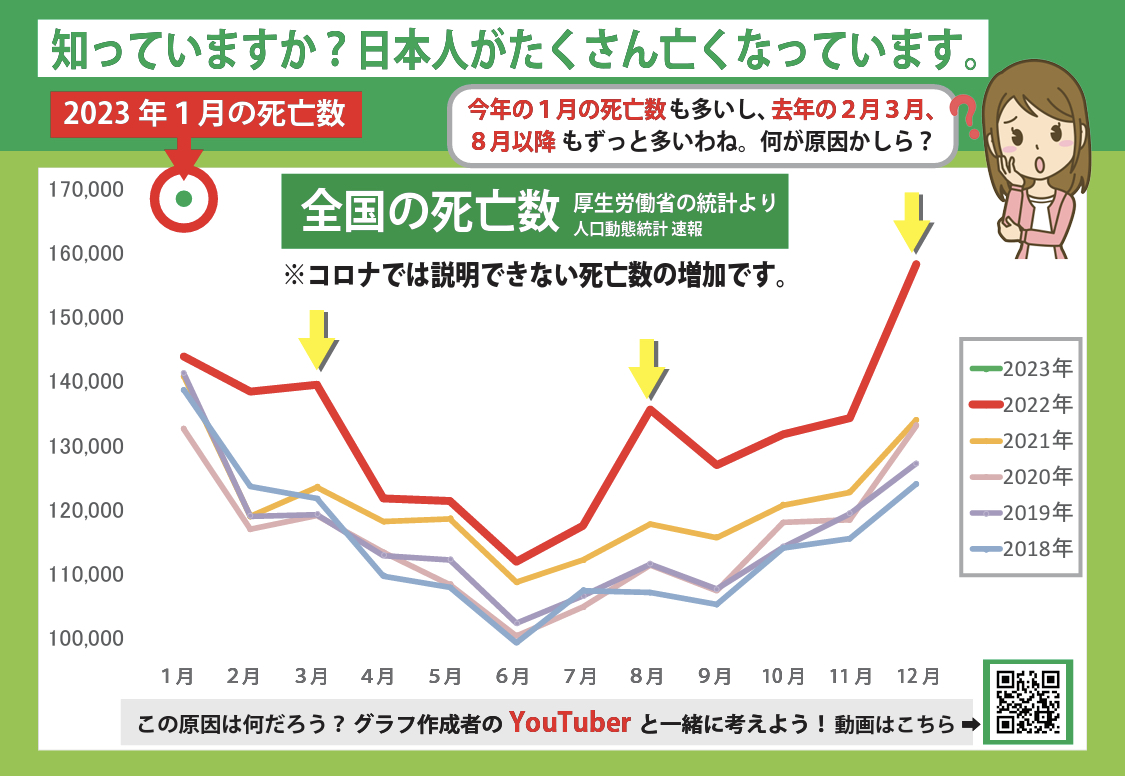 知っていますか？日本人がたくさん亡くなっています。
2023年１月の死亡数
今年の１月の死亡数も多いし、去年の２月３月、
８月以降もずっと多いわね。何が原因かしら？
?
全国の死亡数
厚生労働省の統計より
人口動態統計 速報
※コロナでは説明できない死亡数の増加です。
170,000
160,000
150,000
140,000
130,000
120,000
110,000
100,000
2023年
2022年
2021年
2020年
2019年
2018年
1月 2月 3月 4月 5月 6月 7月 8月 9月 10月 11月 12月
この原因は何だろう？ グラフ作成者の YouTuber と一緒に考えよう！動画はこちら➡